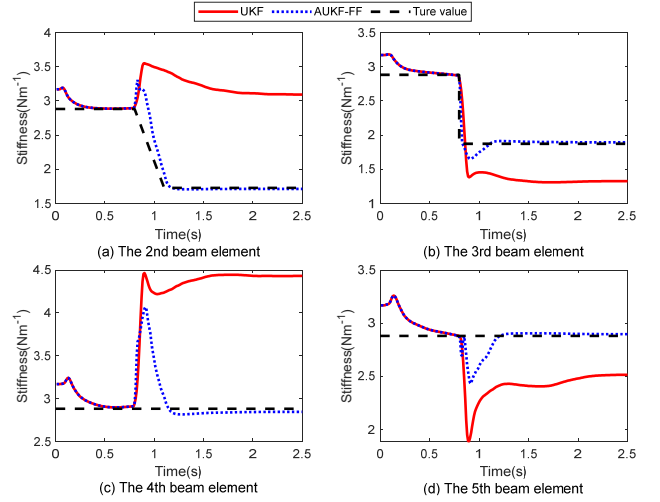 UKF AUKF-FF Ture value
4
3.5
3
2.5
2
1.5
Stiffness(Nm⁻¹)
0 0.5 1 1.5 2 2.5
Time(s)
(a) The 2nd beam element
3.5
3
2.5
2
1.5
1
Stiffness(Nm⁻¹)
0 0.5 1 1.5 2 2.5
Time(s)
(b) The 3rd beam element
4.5
4
3.5
3
2.5
Stiffness(Nm⁻¹)
0 0.5 1 1.5 2 2.5
Time(s)
(c) The 4th beam element
3.5
3
2.5
2
Stiffness(Nm⁻¹)
0 0.5 1 1.5 2 2.5
Time(s)
(d) The 5th beam element